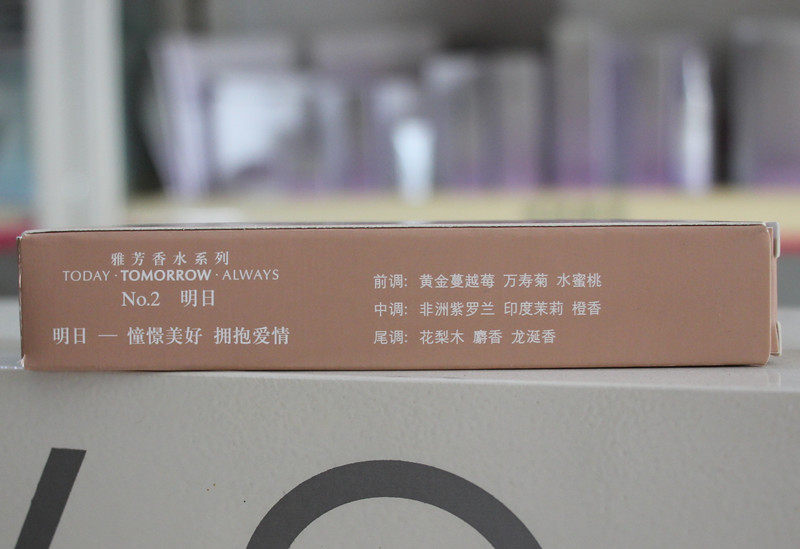 雅芳香水系列
TODAY · TOMORROW · ALWAYS
No.2 明日
明日 — 憧憬美好 拥抱爱情
前调: 黄金蔓越莓 万寿菊 水蜜桃
中调: 非洲紫罗兰 印度茉莉 橙香
尾调: 花梨木 麝香 龙涎香